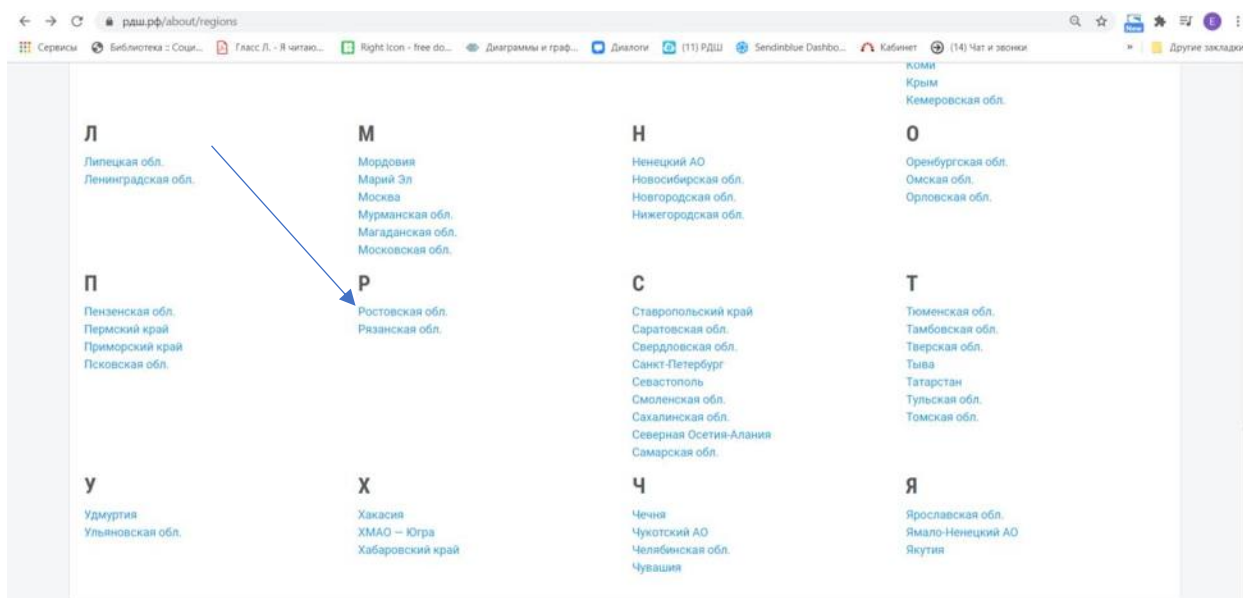 рдш.рф/about/regions
Сервисы Библиотека :: Соци... Гласс Л. - Я читаю... Right Icon - free do... Диаграммы и граф... Диалоги (11) РДШ Sendinblue Dashbo... Кабинет (14) Чат и звонки » Другие закладки
New
E
Коми
Крым
Кемеровская обл.
Л
Липецкая обл.
Ленинградская обл.
М
Мордовия
Марий Эл
Москва
Мурманская обл.
Магаданская обл.
Московская обл.
Н
Ненецкий АО
Новосибирская обл.
Новгородская обл.
Нижегородская обл.
О
Оренбургская обл.
Омская обл.
Орловская обл.
П
Пензенская обл.
Пермский край
Приморский край
Псковская обл.
Р
Ростовская обл.
Рязанская обл.
С
Ставропольский край
Саратовская обл.
Свердловская обл.
Санкт-Петербург
Севастополь
Смоленская обл.
Сахалинская обл.
Северная Осетия-Алания
Самарская обл.
Т
Тюменская обл.
Тамбовская обл.
Тверская обл.
Тыва
Татарстан
Тульская обл.
Томская обл.
У
Удмуртия
Ульяновская обл.
Х
Хакасия
ХМАО — Югра
Хабаровский край
Ч
Чечня
Чукотский АО
Челябинская обл.
Чувашия
Я
Ярославская обл.
Ямало-Ненецкий АО
Якутия